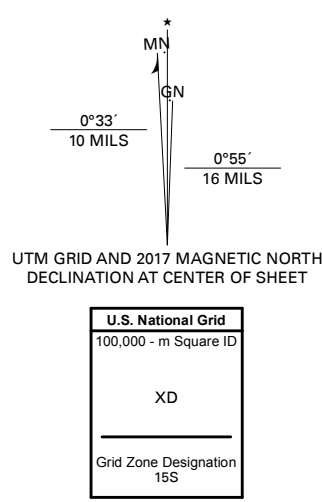 MN
GN
0°33´
10 MILS
0°55´
16 MILS
UTM GRID AND 2017 MAGNETIC NORTH
DECLINATION AT CENTER OF SHEET
U.S. National Grid
100,000 - m Square ID
XD
Grid Zone Designation
15S